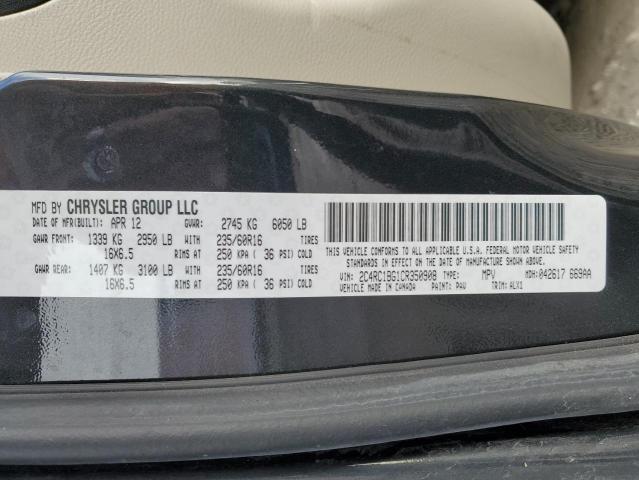 MFD BY CHRYSLER GROUP LLC
DATE OF MFR(BUILT): APR 12 GVWR: 2745 KG 6050 LB
GAWR FRONT: 1339 KG 2950 LB WITH 235/60R16 TIRES
16X6.5 RIMS AT 250 KPA ( 36 PSI) COLD
GAWR REAR: 1407 KG 3100 LB WITH 235/60R16 TIRES
16X6.5 RIMS AT 250 KPA ( 36 PSI) COLD
THIS VEHICLE CONFORMS TO ALL APPLICABLE U.S.A. FEDERAL MOTOR VEHICLE SAFETY
STANDARDS IN EFFECT ON THE DATE OF MANUFACTURE SHOWN ABOVE.
VIN: 2C4RC1BG1CR350908 TYPE: MPV MDH: 042617 669AA
VEHICLE MADE IN CANADA PAINT: PAV TRIM: ALX1